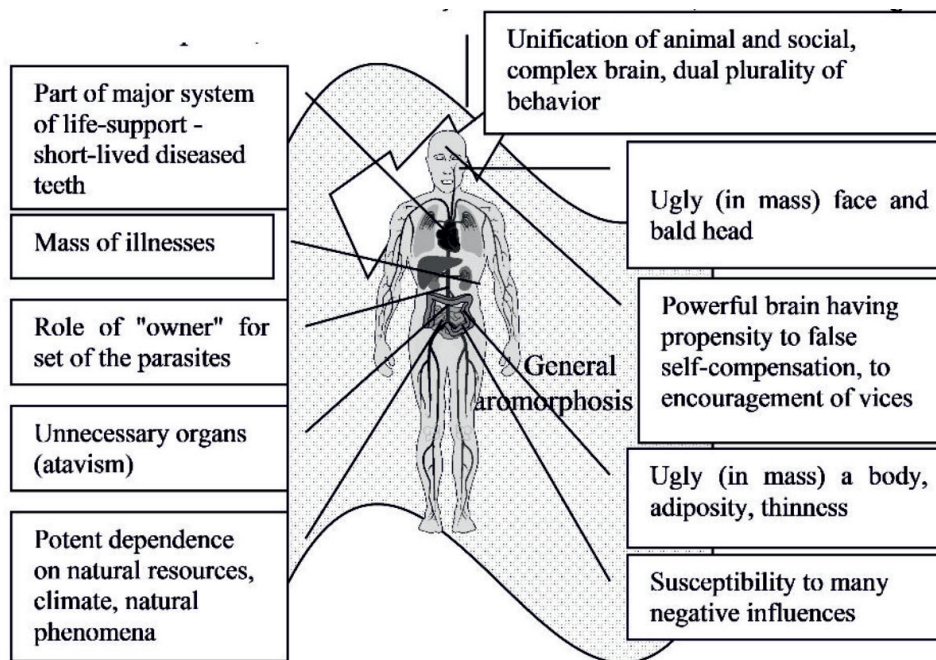 Unification of animal and social,
complex brain, dual plurality of
behavior
Part of major system
of life-support -
short-lived diseased
teeth
Ugly (in mass) face and
bald head
Mass of illnesses
Powerful brain having
propensity to false
self-compensation, to
encouragement of vices
Role of "owner" for
set of the parasites
General
aromorphosis
Unnecessary organs
(atavism)
Ugly (in mass) a body,
adiposity, thinness
Potent dependence
on natural resources,
climate, natural
phenomena
Susceptibility to many
negative influences